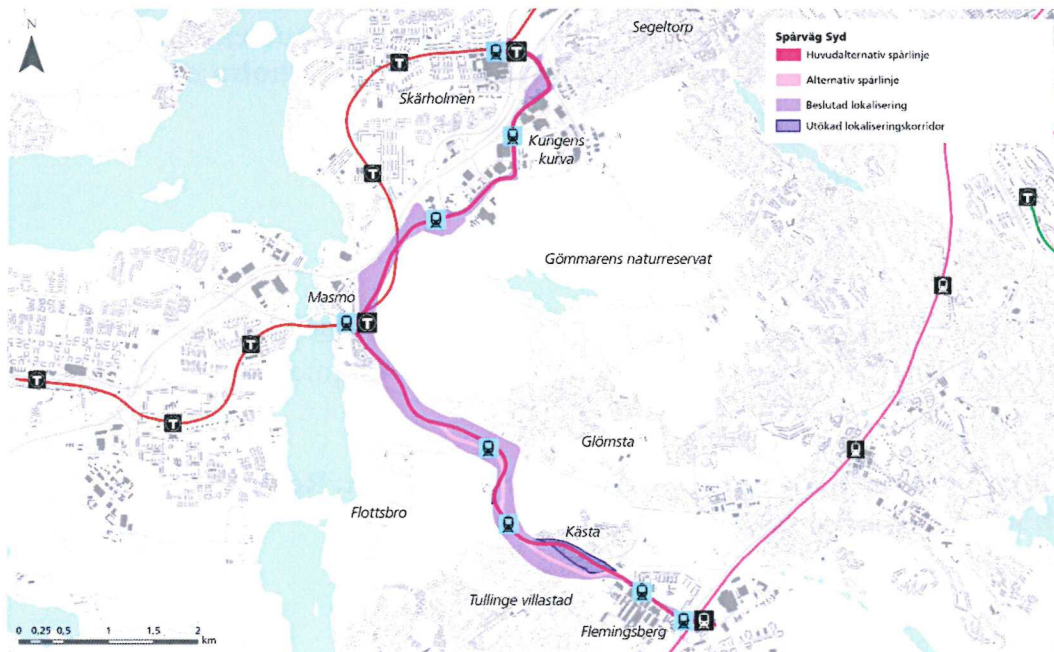 N
Segeltorp
Spårväg Syd
Huvudalternativ spårlinje
Alternativ spårlinje
Beslutad lokalisering
Utökad lokaliseringskorridor
T
T
Skärholmen
Kungens
kurva
T
T
Gömmarens naturreservat
Masmo
T
T
T
T
Glömsta
Flottsbro
Kästa
Tullinge villastad
Flemingsberg
0 0,25 0,5 1 1,5 2
km